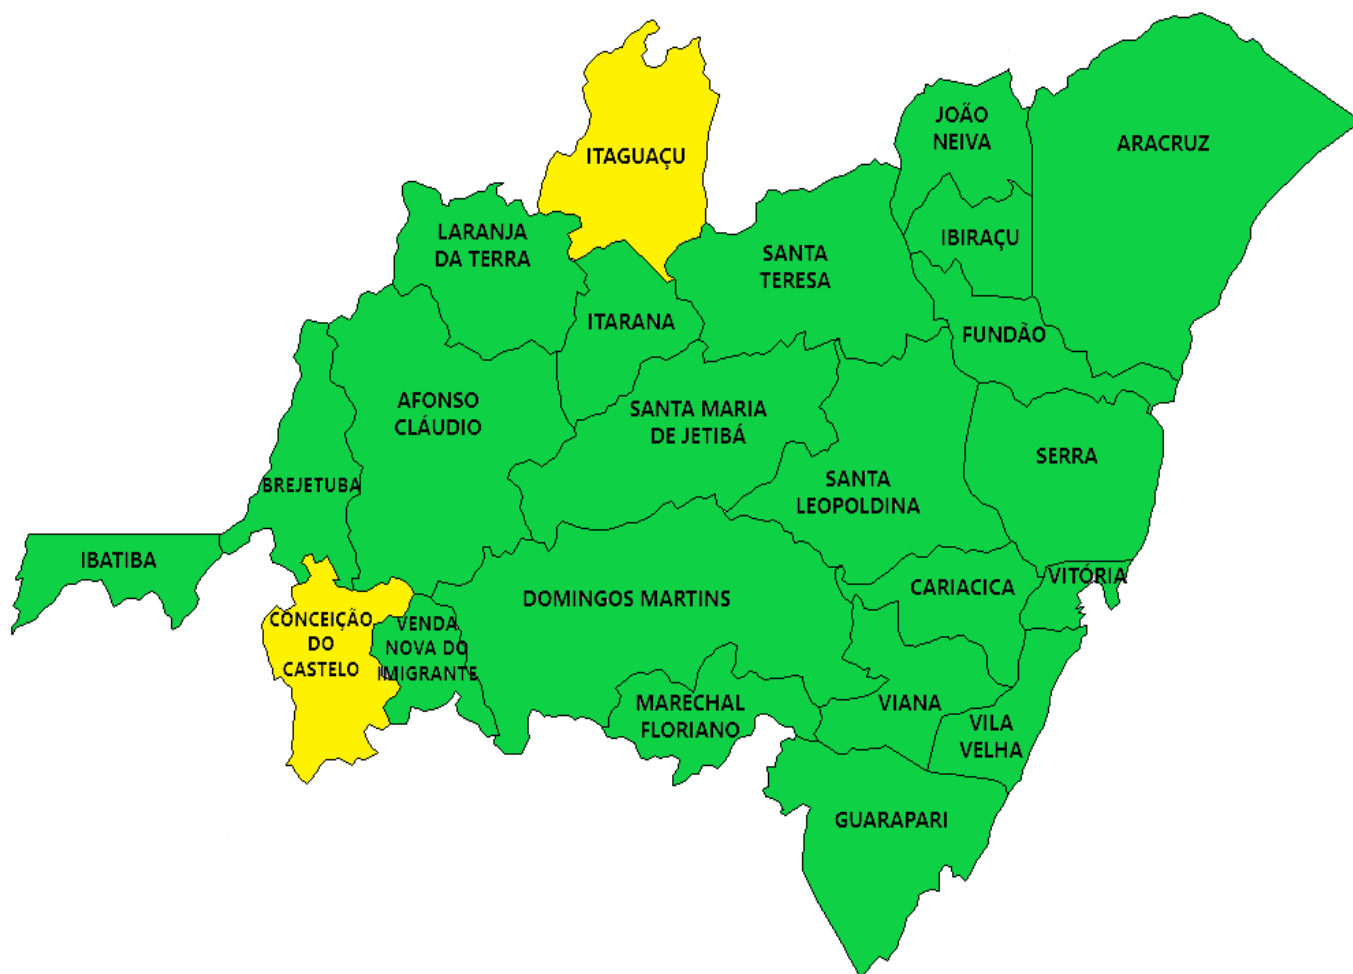 JOÃO
NEIVA
ARACRUZ
ITAGUAÇU
LARANJA
DA TERRA
SANTA
TERESA
IBIRAÇU
ITARANA
FUNDÃO
AFONSO
CLÁUDIO
SANTA MARIA
DE JETIBÁ
SERRA
BREJETUBA
SANTA
LEOPOLDINA
IBATIBA
VITÓRIA
CARIACICA
DOMINGOS MARTINS
CONCEIÇÃO
DO
CASTELO
VENDA
NOVA DO
IMIGRANTE
MARECHAL
FLORIANO
VIANA
VILA
VELHA
GUARAPARI